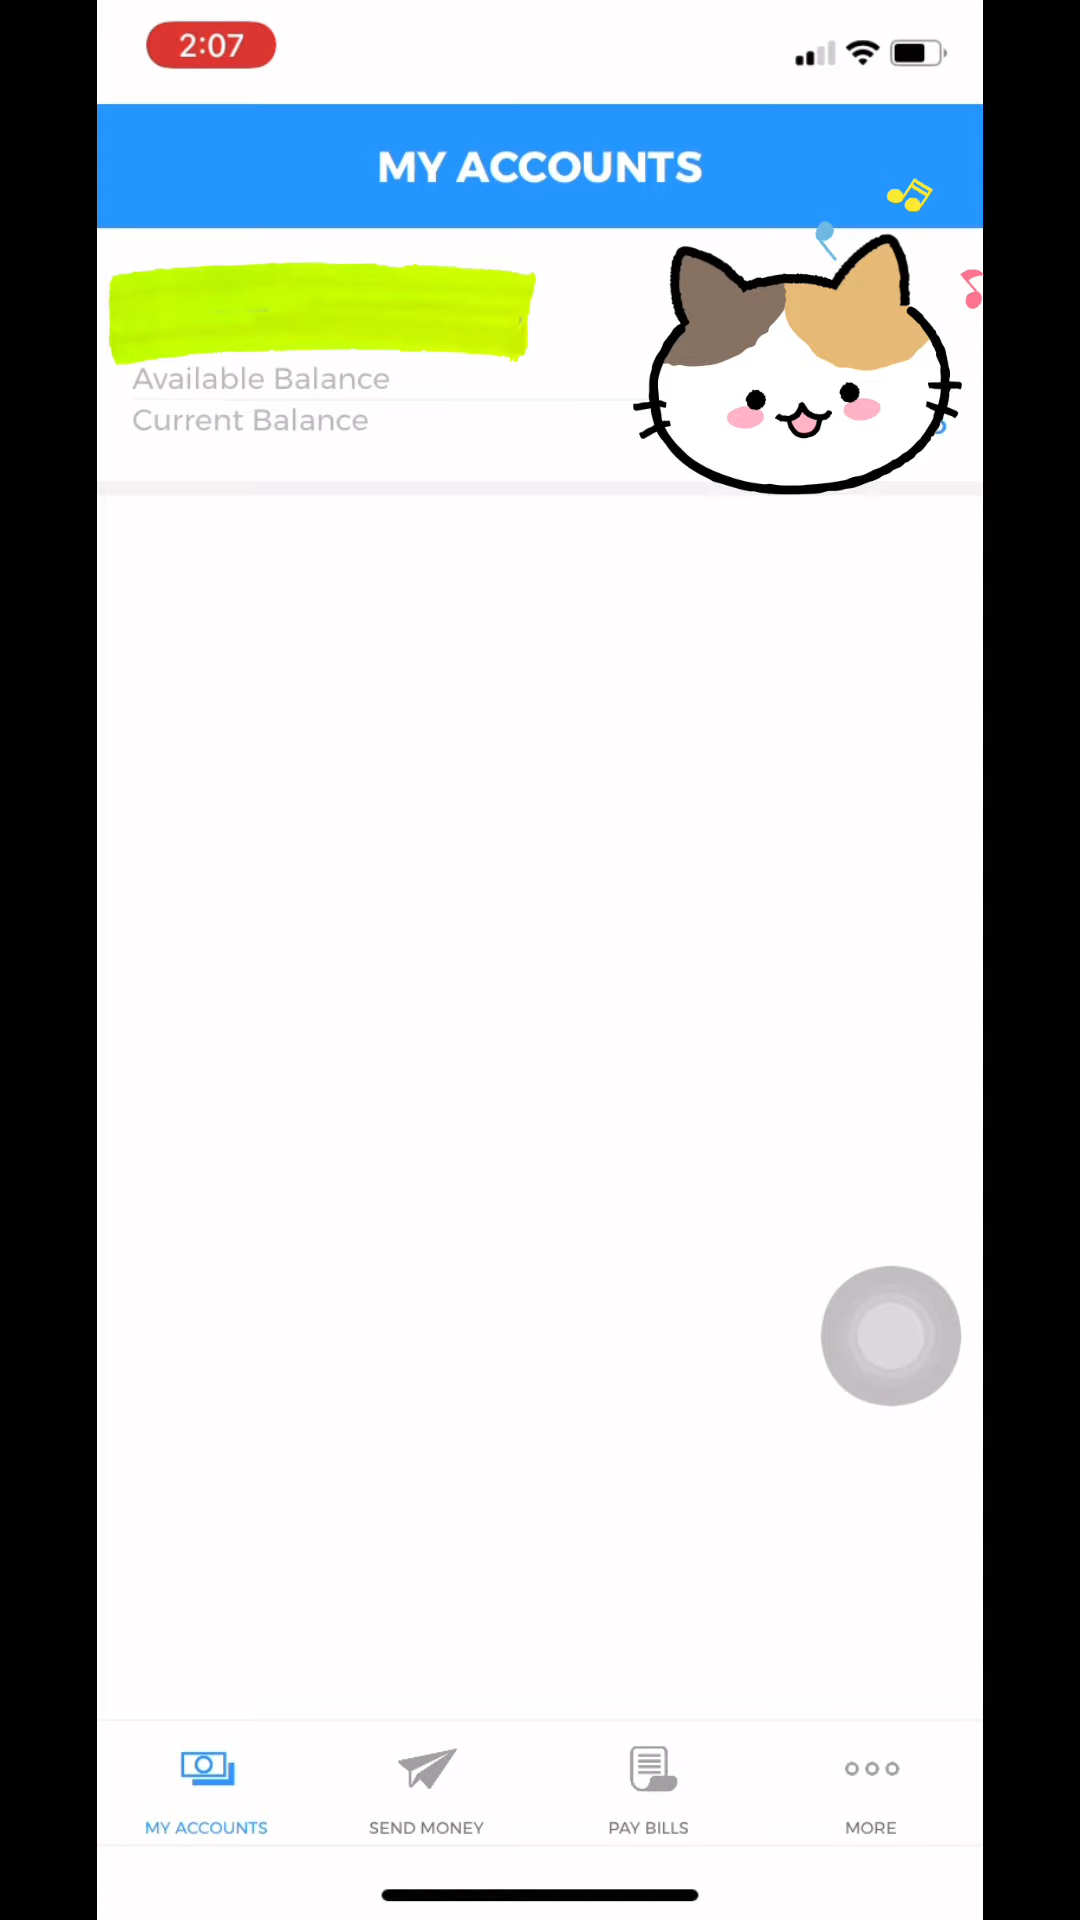 2:07
MY ACCOUNTS
Available Balance
Current Balance
MY ACCOUNTS
SEND MONEY
PAY BILLS
MORE